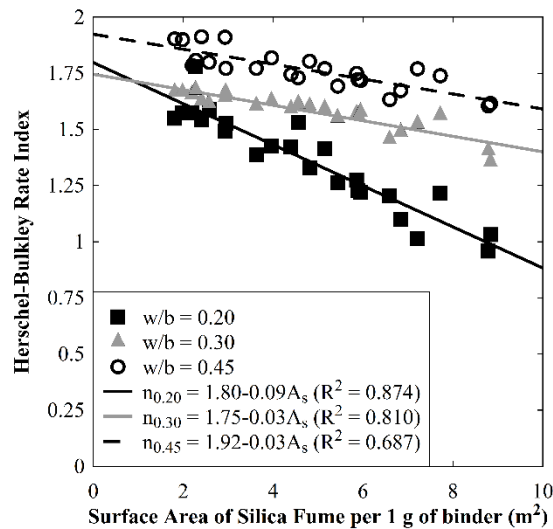 2
1.75
1.5
1.25
1
0.75
0.5
0.25
0
Herschel-Bulkley Rate Index
w/b = 0.20
w/b = 0.30
w/b = 0.45
n0.20 = 1.80-0.09As (R2 = 0.874)
n0.30 = 1.75-0.03As (R2 = 0.810)
n0.45 = 1.92-0.03As (R2 = 0.687)
0 2 4 6 8 10
Surface Area of Silica Fume per 1 g of binder (m2)